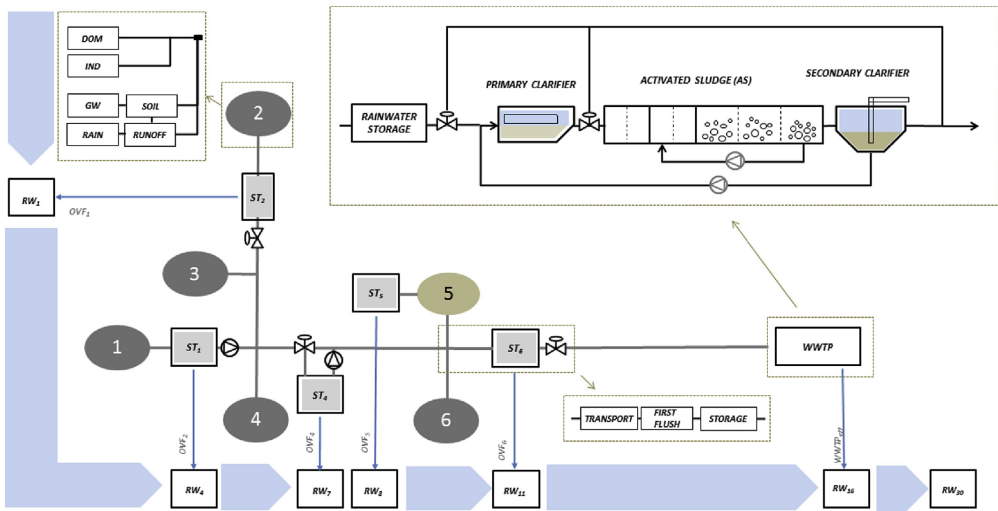 DOM
IND
GW
SOIL
RAIN
RUNOFF
2
RAINWATER
STORAGE
PRIMARY CLARIFIER
ACTIVATED SLUDGE (AS)
SECONDARY CLARIFIER
RW₁
OVF₁
ST₂
3
ST₅
5
1
ST₁
ST₄
ST₆
WWTP
4
6
TRANSPORT
FIRST
FLUSH
STORAGE
OVF₂
OVF₄
OVF₅
OVF₆
WWTPeff
RW₄
RW₇
RW₈
RW₁₁
RW₁₆
RW₃₀